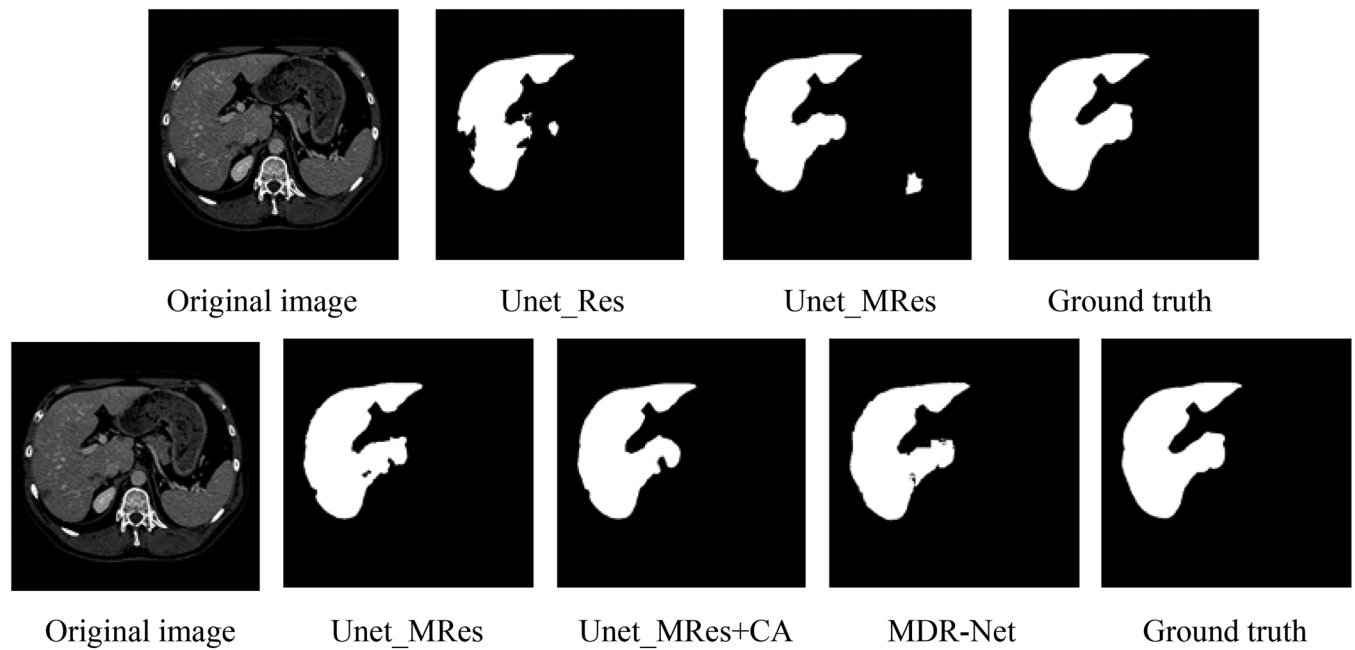 Original image Unet_Res Unet_MRes Ground truth
Original image Unet_MRes Unet_MRes+CA MDR-Net Ground truth